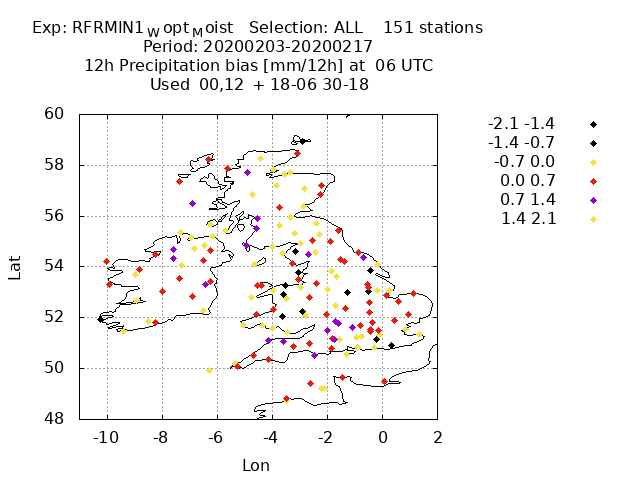 Exp: RFRMIN1 W opt M oist Selection: ALL 151 stations
Period: 20200203-20200217
12h Precipitation bias [mm/12h] at 06 UTC
Used 00,12 + 18-06 30-18
-2.1 -1.4
-1.4 -0.7
-0.7 0.0
0.0 0.7
0.7 1.4
1.4 2.1
60
58
56
54
52
50
48
Lat
-10 -8 -6 -4 -2 0 2
Lon